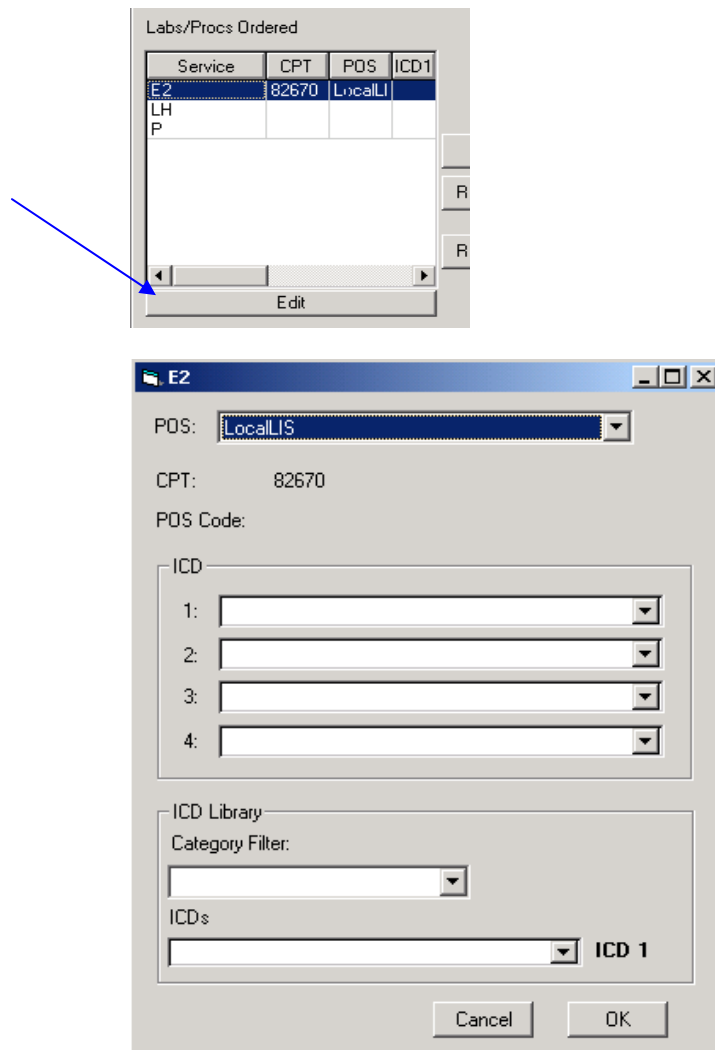 Labs/Procs Ordered
Service CPT POS ICD1
E2 82670 LocalLI
LH
P
R
R
Edit
E2
POS: LocalLIS
CPT: 82670
POS Code:
ICD
1:
2:
3:
4:
ICD Library
Category Filter:
ICDs
ICD 1
Cancel OK